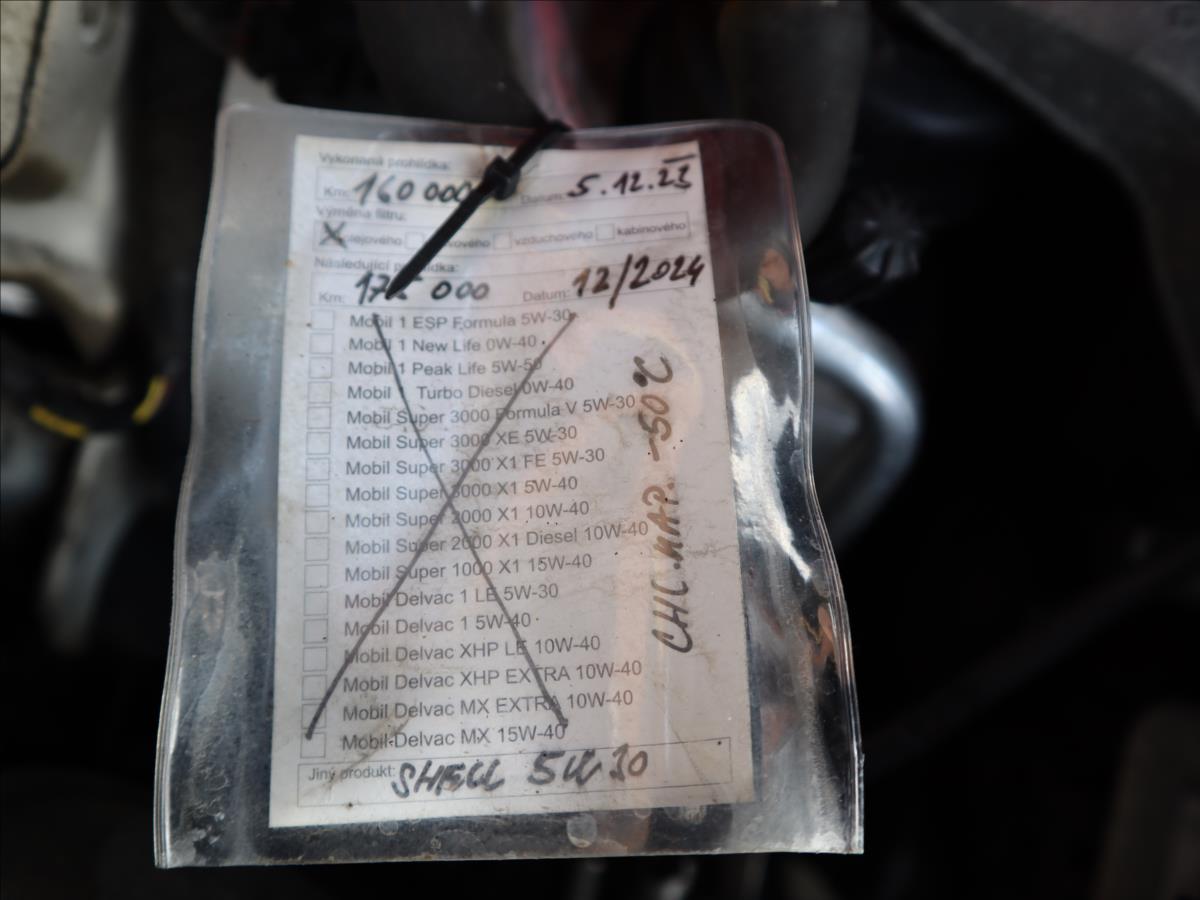 Vykonaná prohlídka:
Km: 160 000 Datum: 5.12.23
Výměna filtru:
X olejového vzduchového kabinového
Následující prohlídka:
Km: 000 Datum: 12/2024
Mobil 1 ESP Formula 5W-30
Mobil 1 New Life 0W-40
Mobil 1 Peak Life 5W-50
Mobil 1 Turbo Diesel 0W-40
Mobil Super 3000 Formula V 5W-30
Mobil Super 3000 XE 5W-30
Mobil Super 3000 X1 FE 5W-30
Mobil Super 3000 X1 5W-40
Mobil Super 2000 X1 10W-40
Mobil Super 2000 X1 Diesel 10W-40
Mobil Super 1000 X1 15W-40
Mobil Delvac 1 LE 5W-30
Mobil Delvac 1 5W-40
Mobil Delvac XHP LE 10W-40
Mobil Delvac XHP EXTRA 10W-40
Mobil Delvac MX EXTRA 10W-40
Mobil Delvac MX 15W-40
Jiný produkt: SHELL 5W30
CHL. KAP. -50°C